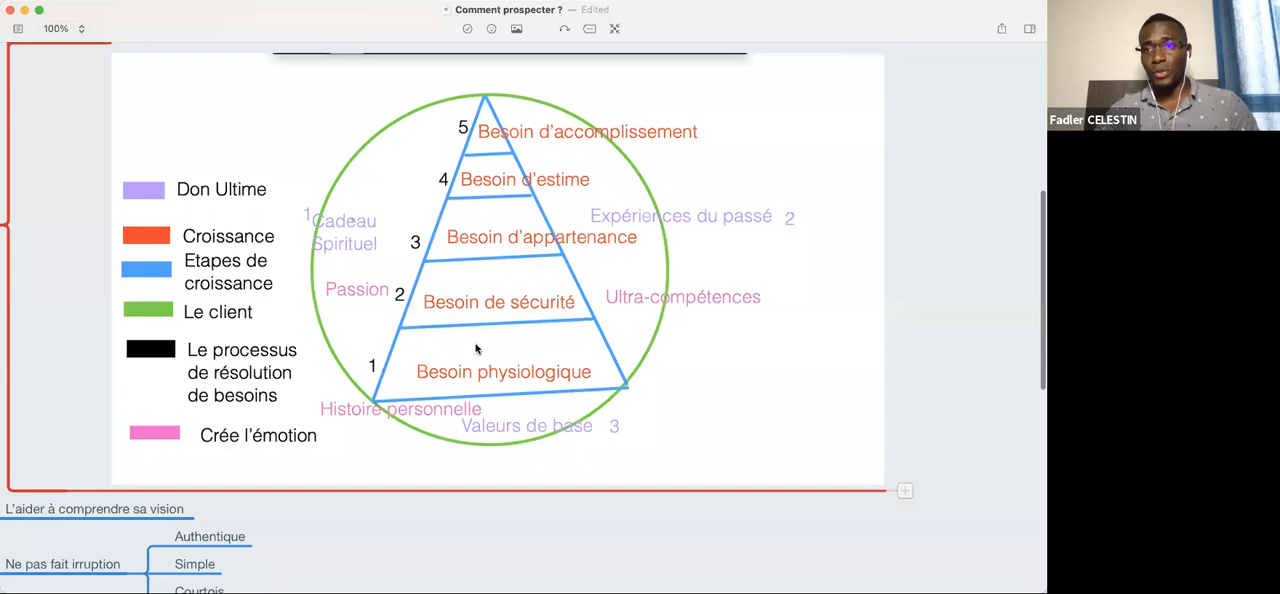 Comment prospecter ? — Edited
100%
Fadler CELESTIN
5 Besoin d'accomplissement
4 Besoin d'estime
Don Ultime
1 Cadeau
Spirituel
Expériences du passé 2
Croissance
3 Besoin d'appartenance
Etapes de
croissance
Passion
2 Besoin de sécurité
Ultra-compétences
Le client
Le processus
de résolution
de besoins
1 Besoin physiologique
Histoire personnelle
Valeurs de base 3
Crée l'émotion
L'aider à comprendre sa vision
Authentique
Ne pas fait irruption
Simple
Courtois